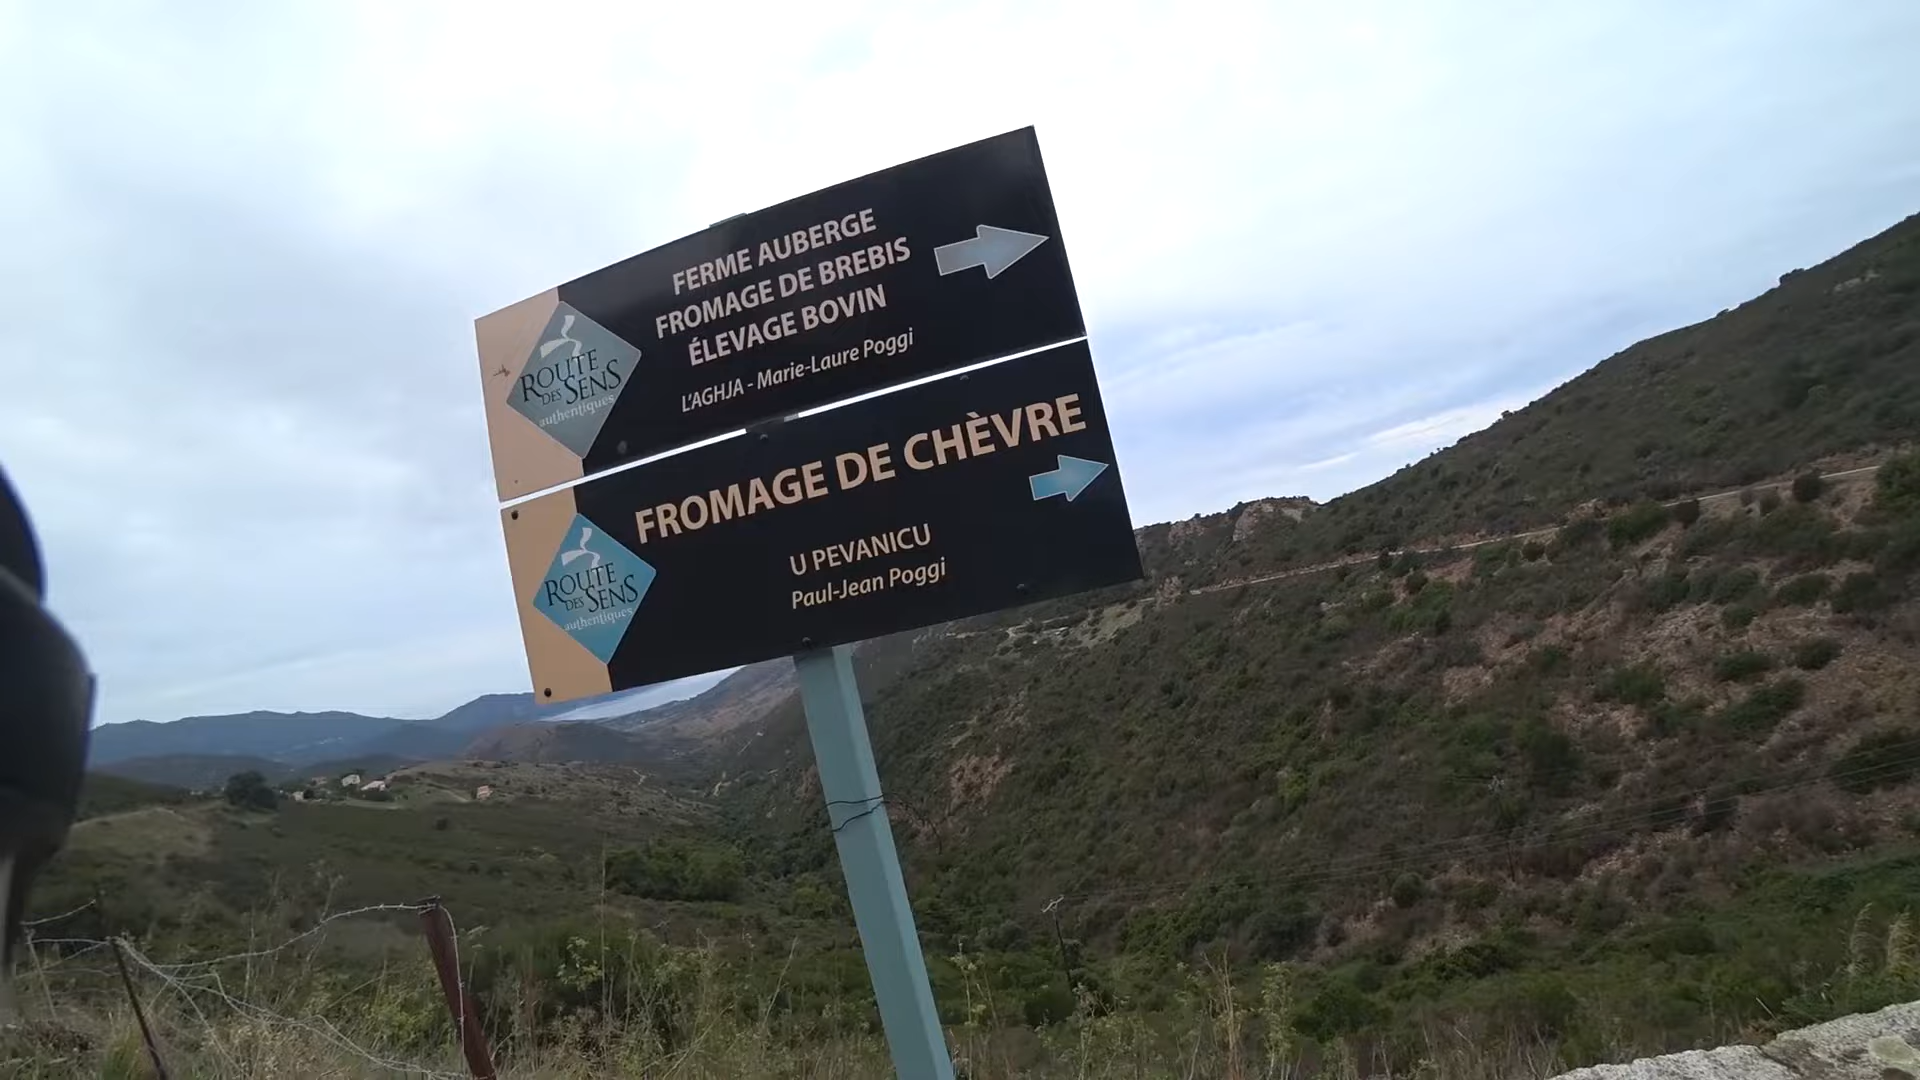 FERME AUBERGE
FROMAGE DE BREBIS
ÉLEVAGE BOVIN
L'AGHJA - Marie-Laure Poggi
ROUTE
DES SENS
authentiques
FROMAGE DE CHÈVRE
U PEVANICU
Paul-Jean Poggi
ROUTE
DES SENS
authentiques